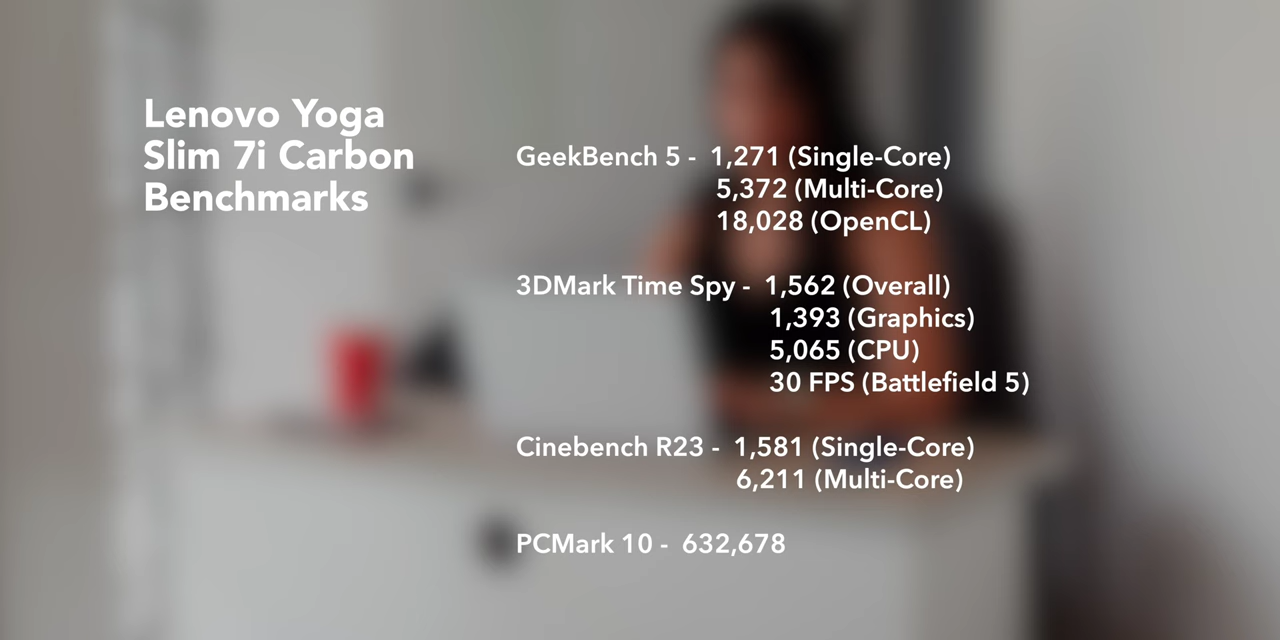 Lenovo Yoga
Slim 7i Carbon
Benchmarks
GeekBench 5 - 1,271 (Single-Core)
5,372 (Multi-Core)
18,028 (OpenCL)
3DMark Time Spy - 1,562 (Overall)
1,393 (Graphics)
5,065 (CPU)
30 FPS (Battlefield 5)
Cinebench R23 - 1,581 (Single-Core)
6,211 (Multi-Core)
PCMark 10 - 632,678